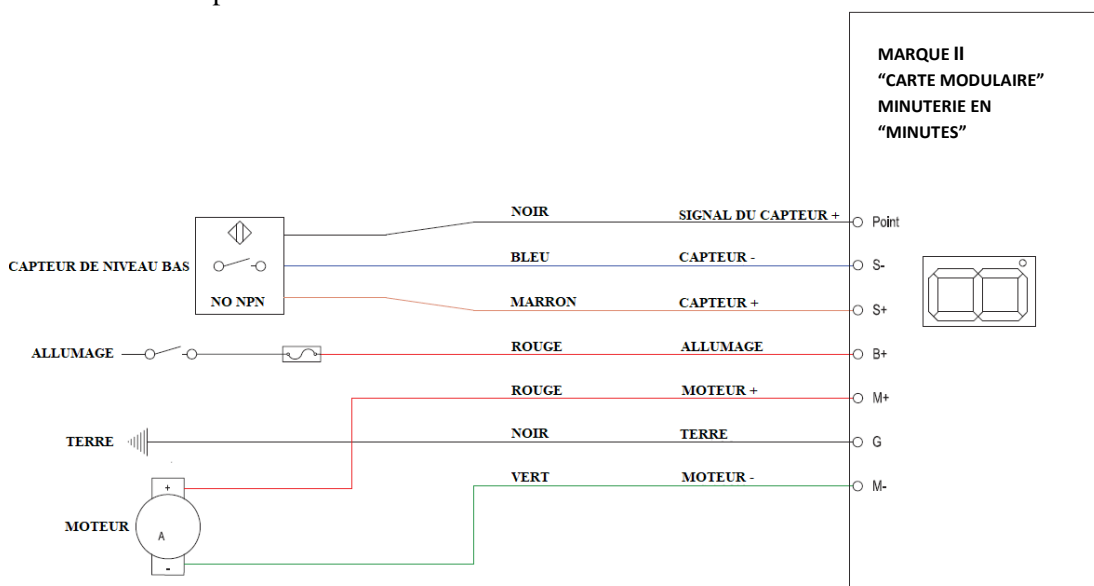 MARQUE II
“CARTE MODULAIRE”
MINUTERIE EN
“MINUTES”
NOIR SIGNAL DU CAPTEUR + Point
CAPTEUR DE NIVEAU BAS
NO NPN
BLEU CAPTEUR - S-
MARRON CAPTEUR + S+
ALLUMAGE ROUGE ALLUMAGE B+
ROUGE MOTEUR + M+
TERRE NOIR TERRE G
VERT MOTEUR - M-
+
MOTEUR
A
-